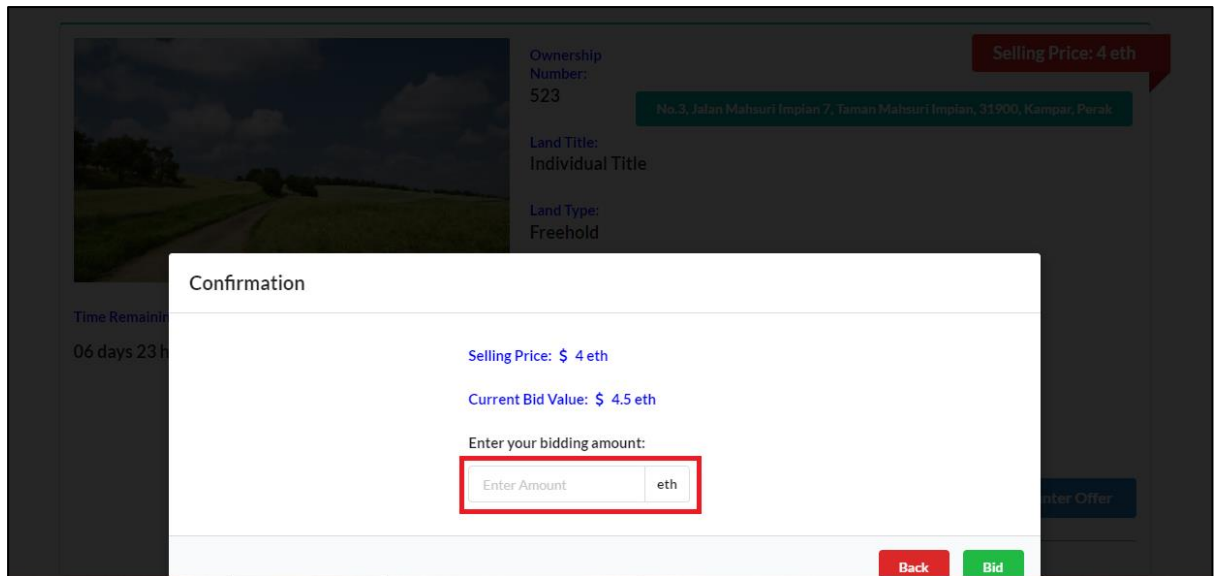 Ownership
Number:
523
Selling Price: 4 eth
No.3, Jalan Mahsuri Impian 7, Taman Mahsuri Impian, 31900, Kampar, Perak
Land Title:
Individual Title
Land Type:
Freehold
Time Remainin
06 days 23 h
Confirmation
Selling Price: $ 4 eth
Current Bid Value: $ 4.5 eth
Enter your bidding amount:
Enter Amount eth
nter Offer
Back Bid